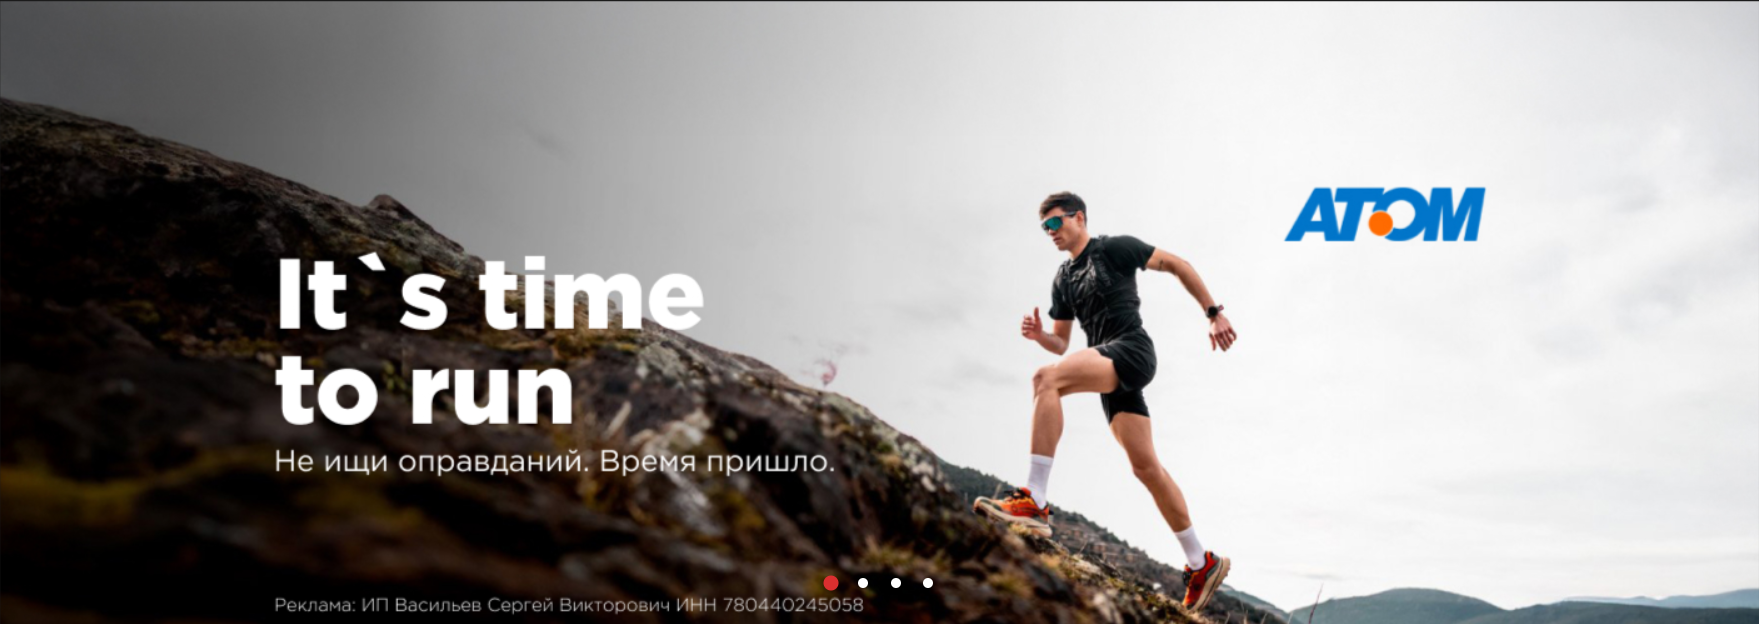 ATOM
It`s time
to run
Не ищи оправданий. Время пришло.
Реклама: ИП Васильев Сергей Викторович ИНН 780440245058